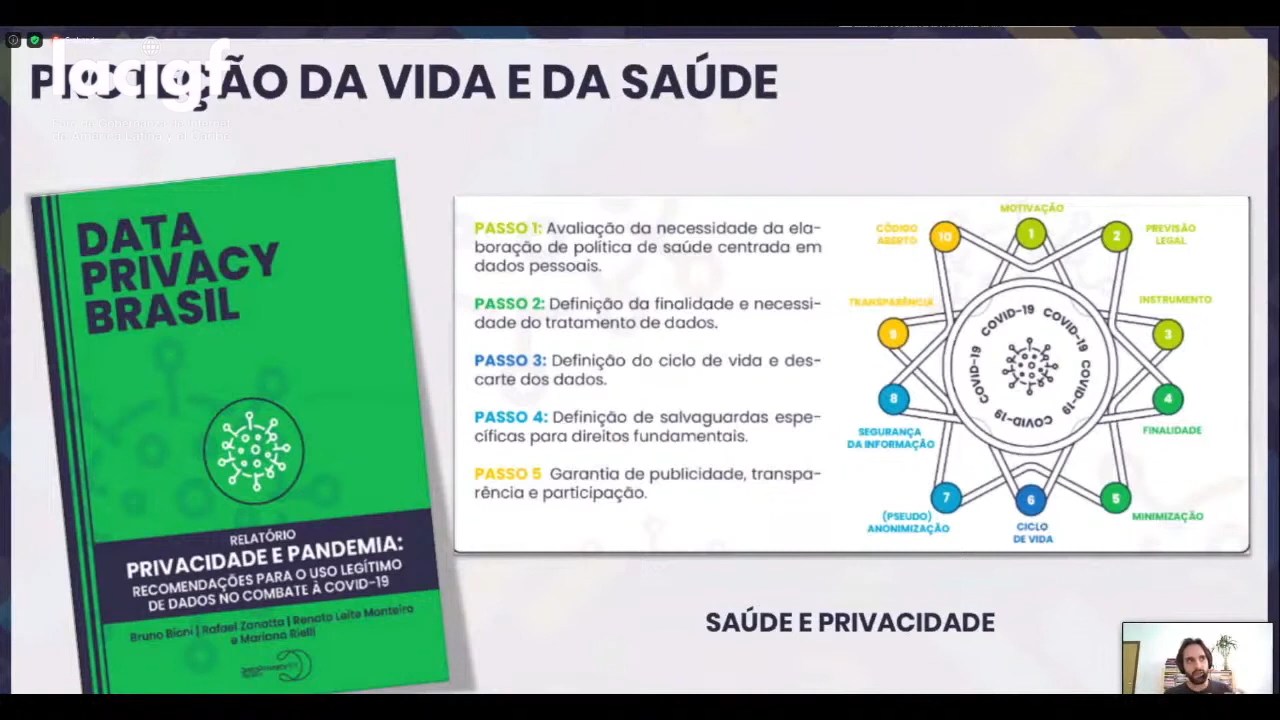 PROTEÇÃO DA VIDA E DA SAÚDE
lacigf
DATA
PRIVACY
BRASIL
RELATÓRIO
PRIVACIDADE E PANDEMIA:
RECOMENDAÇÕES PARA O USO LEGÍTIMO
DE DADOS NO COMBATE À COVID-19
Bruno Bioni | Rafael Zanatta | Renato Leite Monteiro
e Mariana Rielli
PASSO 1: Avaliação da necessidade da ela-
boração de política de saúde centrada em
dados pessoais.
PASSO 2: Definição da finalidade e necessi-
dade do tratamento de dados.
PASSO 3: Definição do ciclo de vida e des-
carte dos dados.
PASSO 4: Definição de salvaguardas espe-
cíficas para direitos fundamentais.
PASSO 5 Garantia de publicidade, transpa-
rência e participação.
MOTIVAÇÃO
1
2
PREVISÃO
LEGAL
INSTRUMENTO
3
4
FINALIDADE
5
MINIMIZAÇÃO
6
CICLO
DE VIDA
7
(PSEUDO)
ANONIMIZAÇÃO
8
SEGURANÇA
DA INFORMAÇÃO
TRANSPARÊNCIA
9
CÓDIGO
ABERTO
10
COVID-19 COVID-19 COVID-19 COVID-19 COVID-19 COVID-19
SAÚDE E PRIVACIDADE